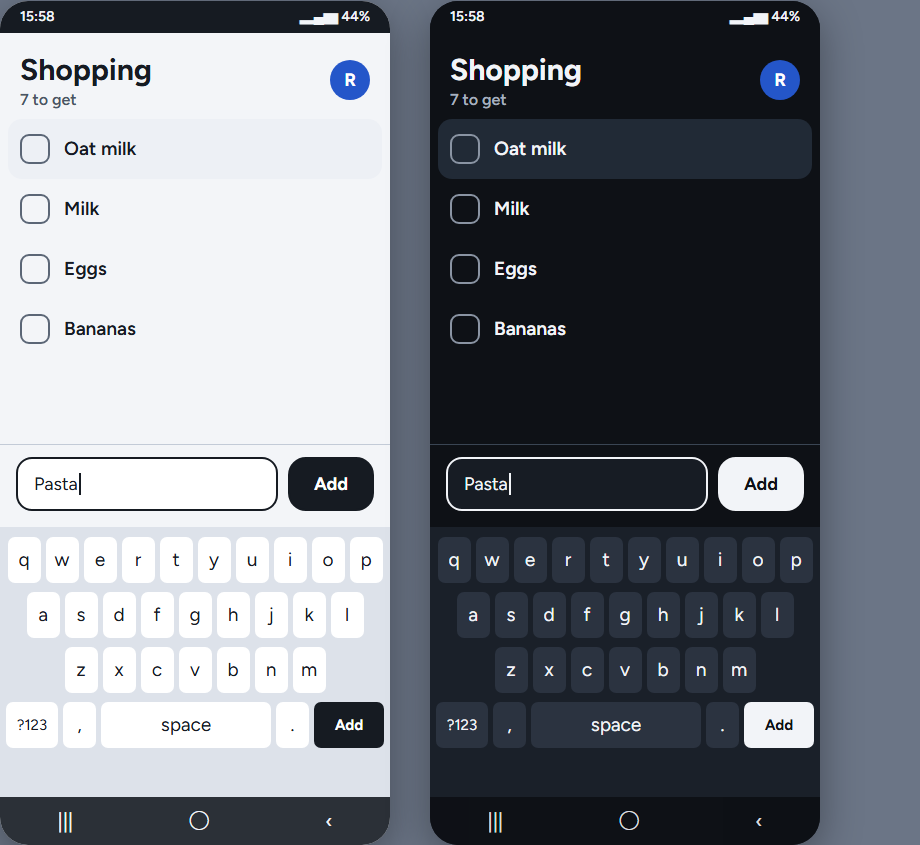 15:58 44%
Shopping
R
7 to get
Oat milk
Milk
Eggs
Bananas
Pasta Add
q w e r t y u i o p
a s d f g h j k l
z x c v b n m
?123 , space . Add
15:58 44%
Shopping
R
7 to get
Oat milk
Milk
Eggs
Bananas
Pasta Add
q w e r t y u i o p
a s d f g h j k l
z x c v b n m
?123 , space . Add